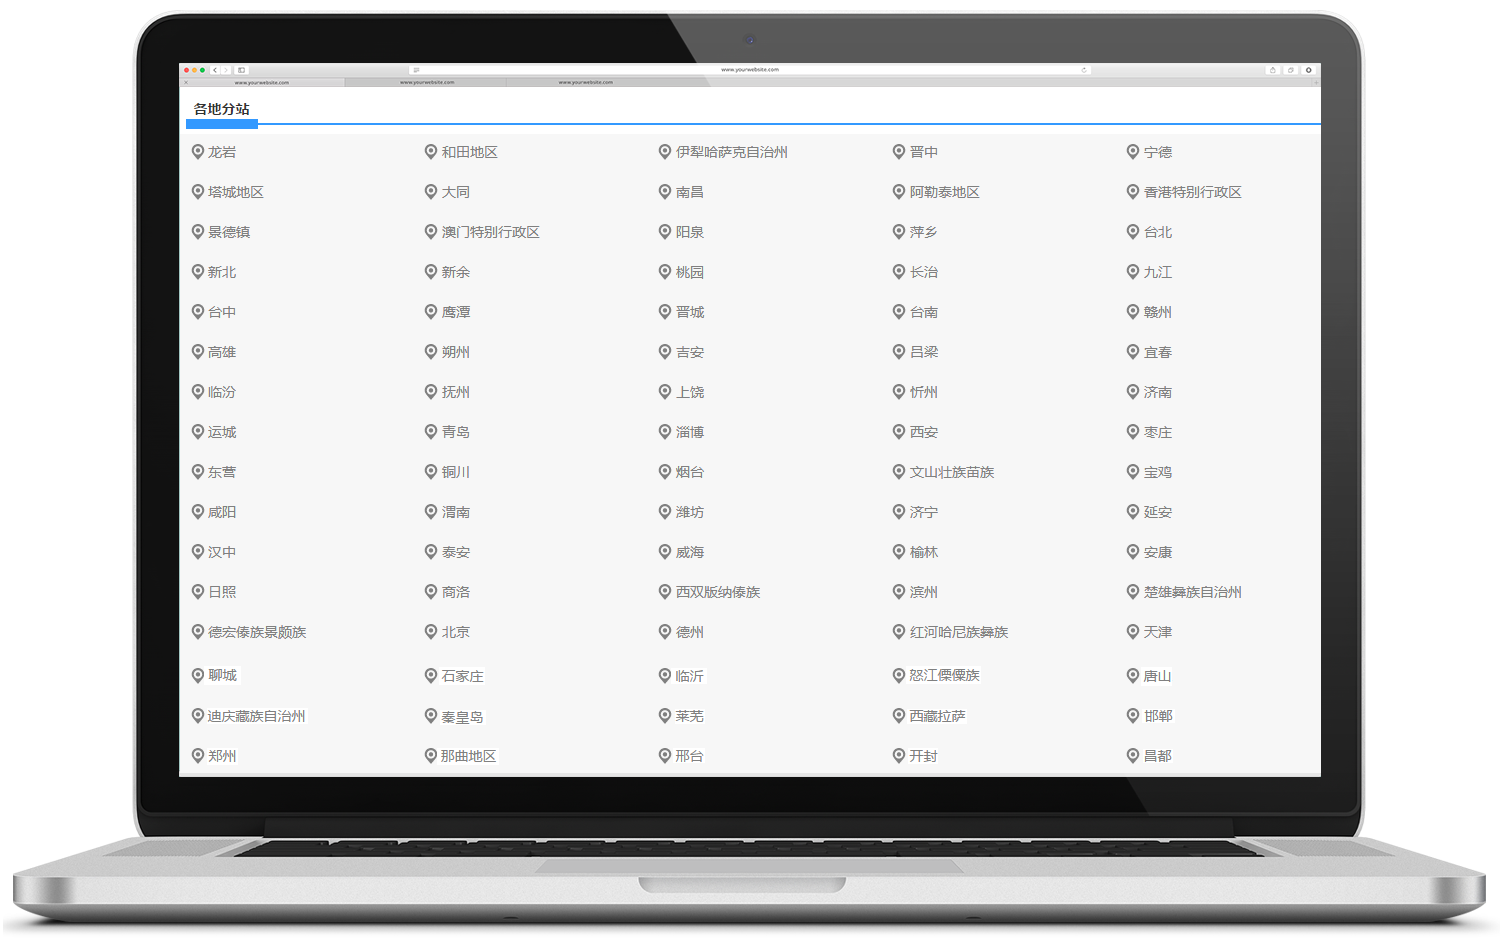 www.yourwebsite.com
www.yourwebsite.com www.yourwebsite.com www.yourwebsite.com
各地分站
龙岩 和田地区 伊犁哈萨克自治州 晋中 宁德
塔城地区 大同 南昌 阿勒泰地区 香港特别行政区
景德镇 澳门特别行政区 阳泉 萍乡 台北
新北 新余 桃园 长治 九江
台中 鹰潭 晋城 台南 赣州
高雄 朔州 吉安 吕梁 宜春
临汾 抚州 上饶 忻州 济南
运城 青岛 淄博 西安 枣庄
东营 铜川 烟台 文山壮族苗族 宝鸡
咸阳 渭南 潍坊 济宁 延安
汉中 泰安 威海 榆林 安康
日照 商洛 西双版纳傣族 滨州 楚雄彝族自治州
德宏傣族景颇族 北京 德州 红河哈尼族彝族 天津
聊城 石家庄 临沂 怒江傈僳族 唐山
迪庆藏族自治州 秦皇岛 莱芜 西藏拉萨 邯郸
郑州 那曲地区 邢台 开封 昌都